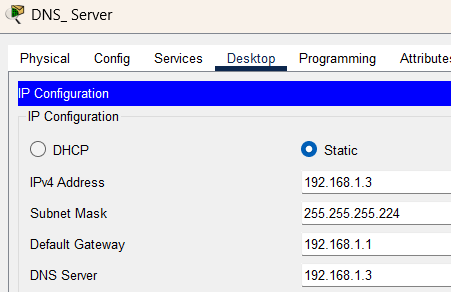 DNS_ Server
Physical Config Services Desktop Programming Attributes
IP Configuration
IP Configuration
DHCP Static
IPv4 Address 192.168.1.3
Subnet Mask 255.255.255.224
Default Gateway 192.168.1.1
DNS Server 192.168.1.3